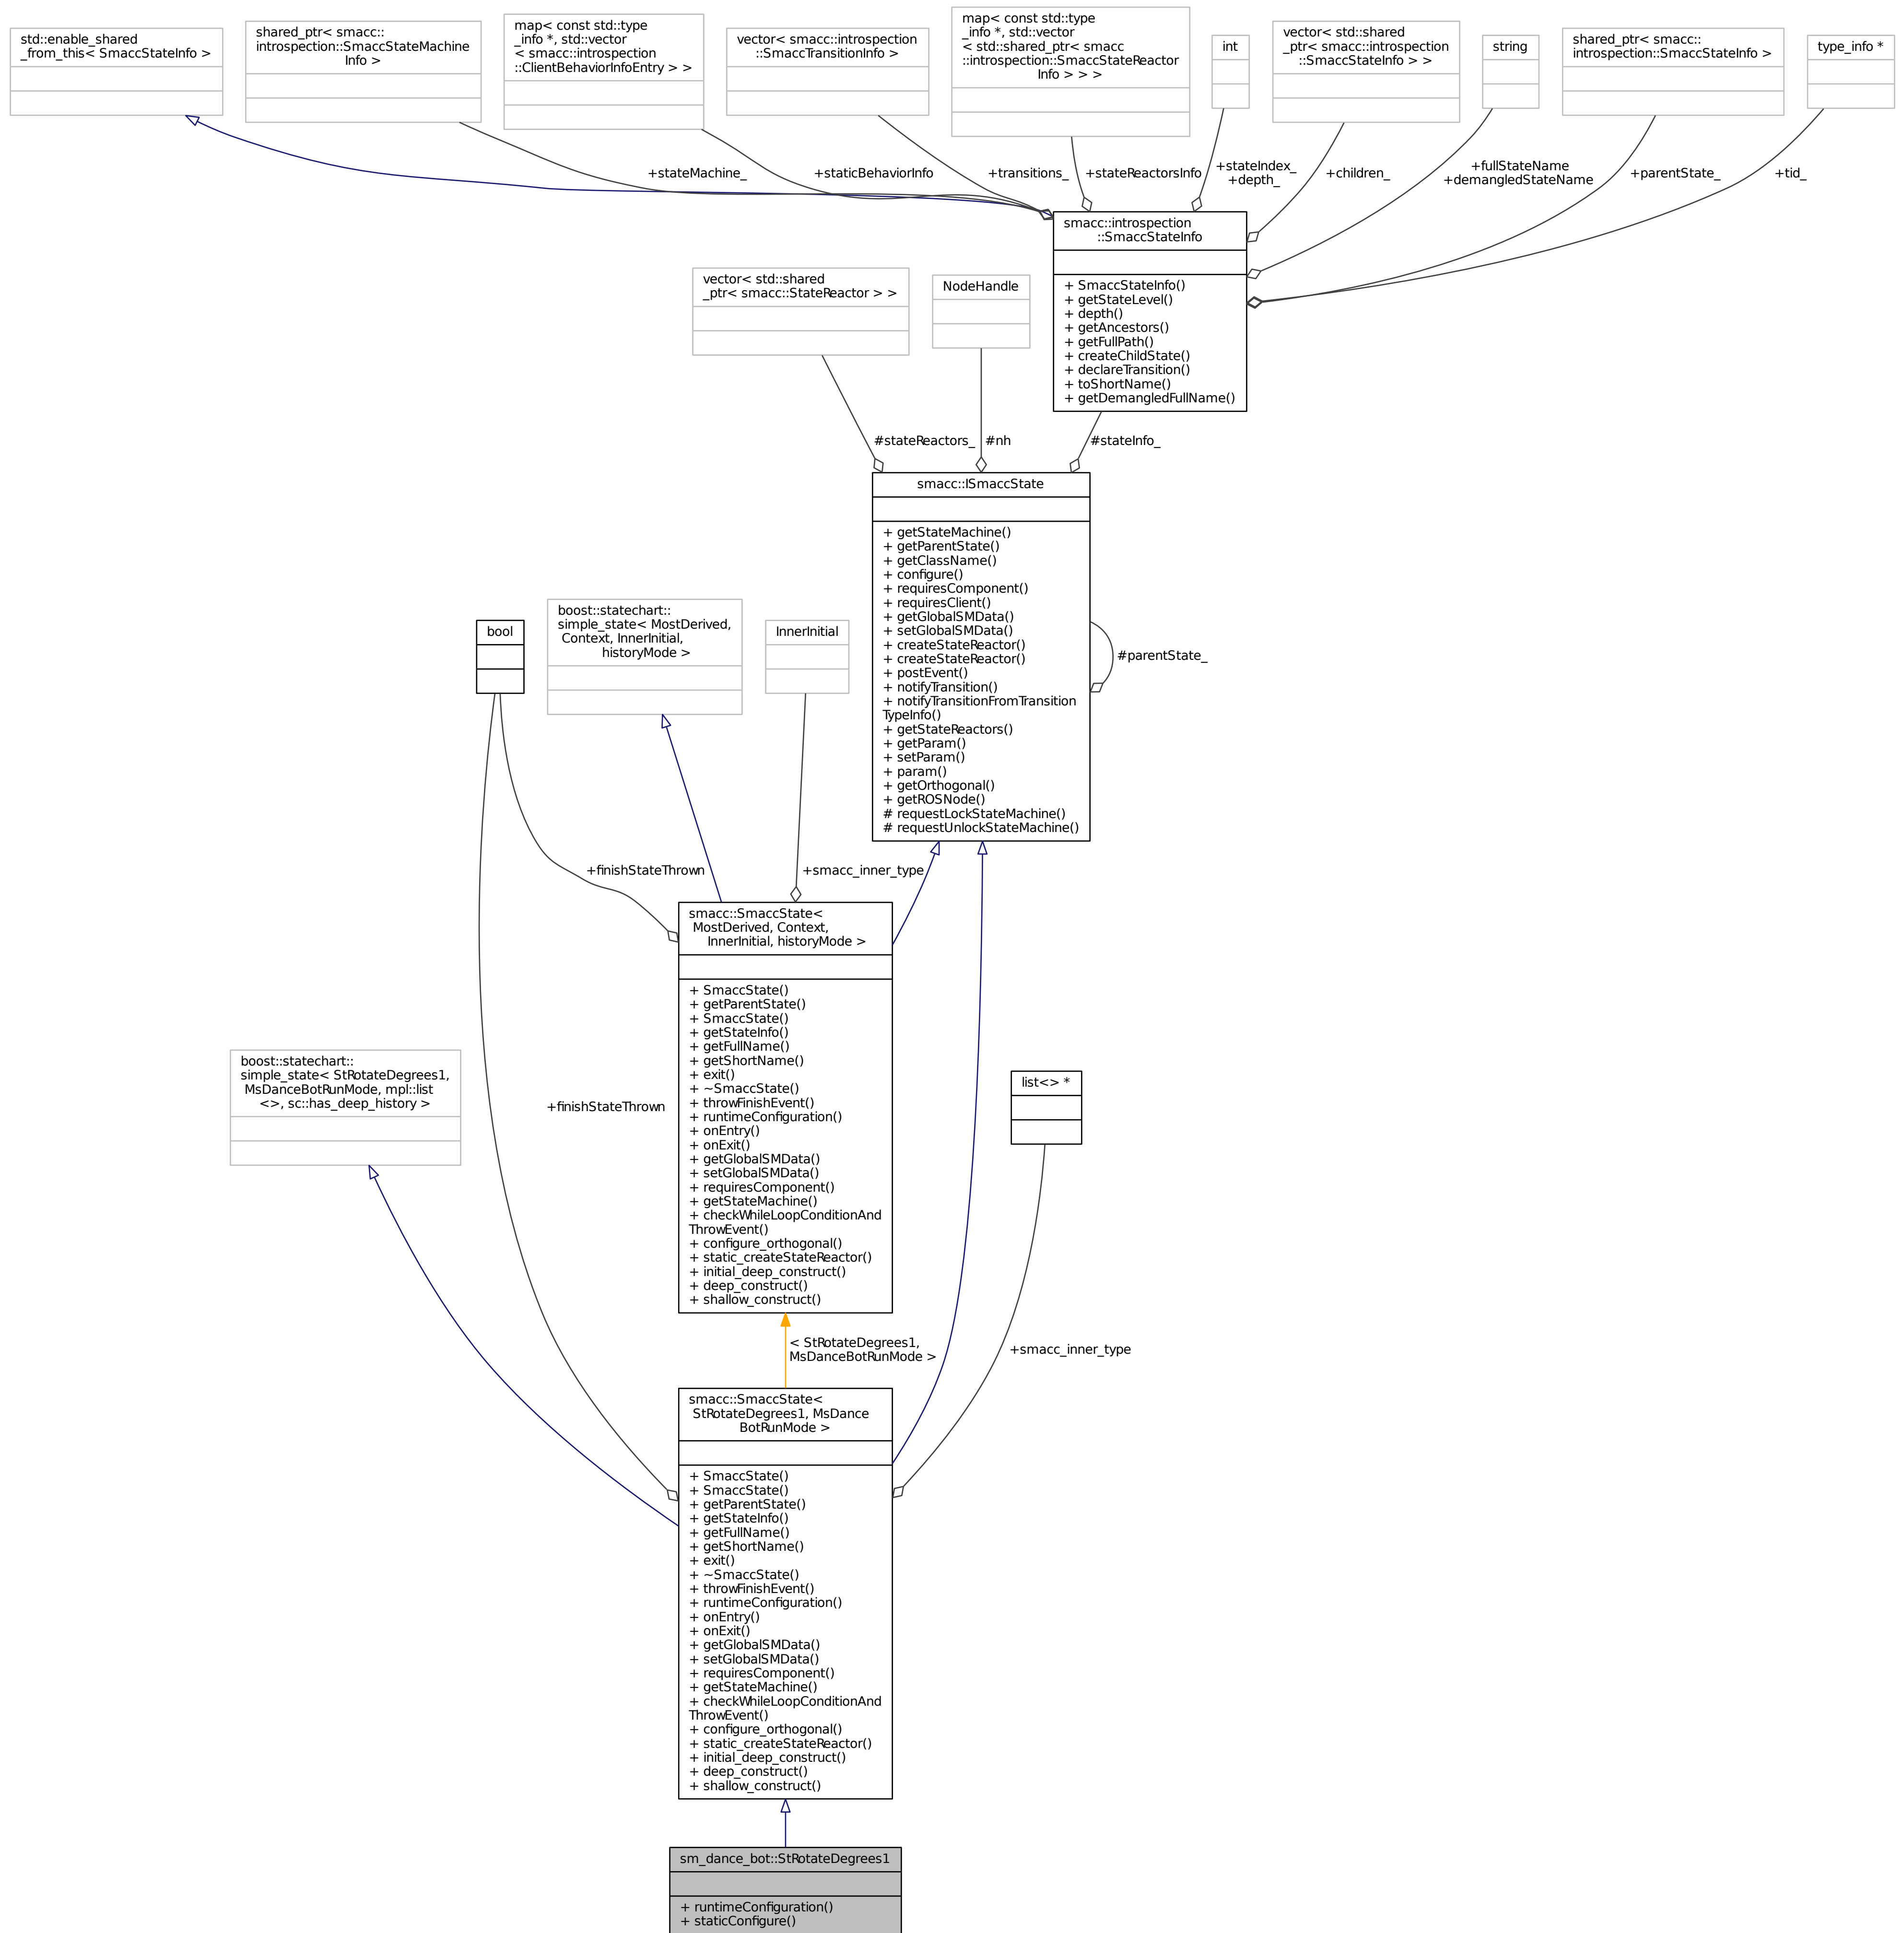 std::enable_shared
_from_this< SmaccStateInfo >
shared_ptr< smacc::
introspection::SmaccStateMachine
Info >
map< const std::type
_info *, std::vector
< smacc::introspection
::ClientBehaviorInfoEntry > >
vector< smacc::introspection
::SmaccTransitionInfo >
map< const std::type
_info *, std::vector
< std::shared_ptr< smacc
::introspection::SmaccStateReactor
Info > > >
int
vector< std::shared
_ptr< smacc::introspection
::SmaccStateInfo > >
string
shared_ptr< smacc::
introspection::SmaccStateInfo >
type_info *
+stateMachine_
+staticBehaviorInfo
+transitions_
+stateReactorsInfo
+stateIndex_
+depth_
+children_
+fullStateName
+demangledStateName
+parentState_
+tid_
smacc::introspection
::SmaccStateInfo
+ SmaccStateInfo()
+ getStateLevel()
+ depth()
+ getAncestors()
+ getFullPath()
+ createChildState()
+ declareTransition()
+ toShortName()
+ getDemangledFullName()
vector< std::shared
_ptr< smacc::StateReactor > >
NodeHandle
#stateReactors_
#nh
#stateInfo_
smacc::ISmaccState
+ getStateMachine()
+ getParentState()
+ getClassName()
+ configure()
+ requiresComponent()
+ requiresClient()
+ getGlobalSMData()
+ setGlobalSMData()
+ createStateReactor()
+ createStateReactor()
+ postEvent()
+ notifyTransition()
+ notifyTransitionFromTransition
TypeInfo()
+ getStateReactors()
+ getParam()
+ setParam()
+ param()
+ getOrthogonal()
+ getROSNode()
# requestLockStateMachine()
# requestUnlockStateMachine()
#parentState_
bool
boost::statechart::
simple_state< MostDerived,
Context, InnerInitial,
historyMode >
InnerInitial
+finishStateThrown
+smacc_inner_type
smacc::SmaccState<
MostDerived, Context,
InnerInitial, historyMode >
+ SmaccState()
+ getParentState()
+ SmaccState()
+ getStateInfo()
+ getFullName()
+ getShortName()
+ exit()
+ ~SmaccState()
+ throwFinishEvent()
+ runtimeConfiguration()
+ onEntry()
+ onExit()
+ getGlobalSMData()
+ setGlobalSMData()
+ requiresComponent()
+ getStateMachine()
+ checkWhileLoopConditionAnd
ThrowEvent()
+ configure_orthogonal()
+ static_createStateReactor()
+ initial_deep_construct()
+ deep_construct()
+ shallow_construct()
boost::statechart::
simple_state< StRotateDegrees1,
MsDanceBotRunMode, mpl::list
<>, sc::has_deep_history >
+finishStateThrown
list<> *
< StRotateDegrees1,
MsDanceBotRunMode >
+smacc_inner_type
smacc::SmaccState<
StRotateDegrees1, MsDance
BotRunMode >
+ SmaccState()
+ SmaccState()
+ getParentState()
+ getStateInfo()
+ getFullName()
+ getShortName()
+ exit()
+ ~SmaccState()
+ throwFinishEvent()
+ runtimeConfiguration()
+ onEntry()
+ onExit()
+ getGlobalSMData()
+ setGlobalSMData()
+ requiresComponent()
+ getStateMachine()
+ checkWhileLoopConditionAnd
ThrowEvent()
+ configure_orthogonal()
+ static_createStateReactor()
+ initial_deep_construct()
+ deep_construct()
+ shallow_construct()
sm_dance_bot::StRotateDegrees1
+ runtimeConfiguration()
+ staticConfigure()